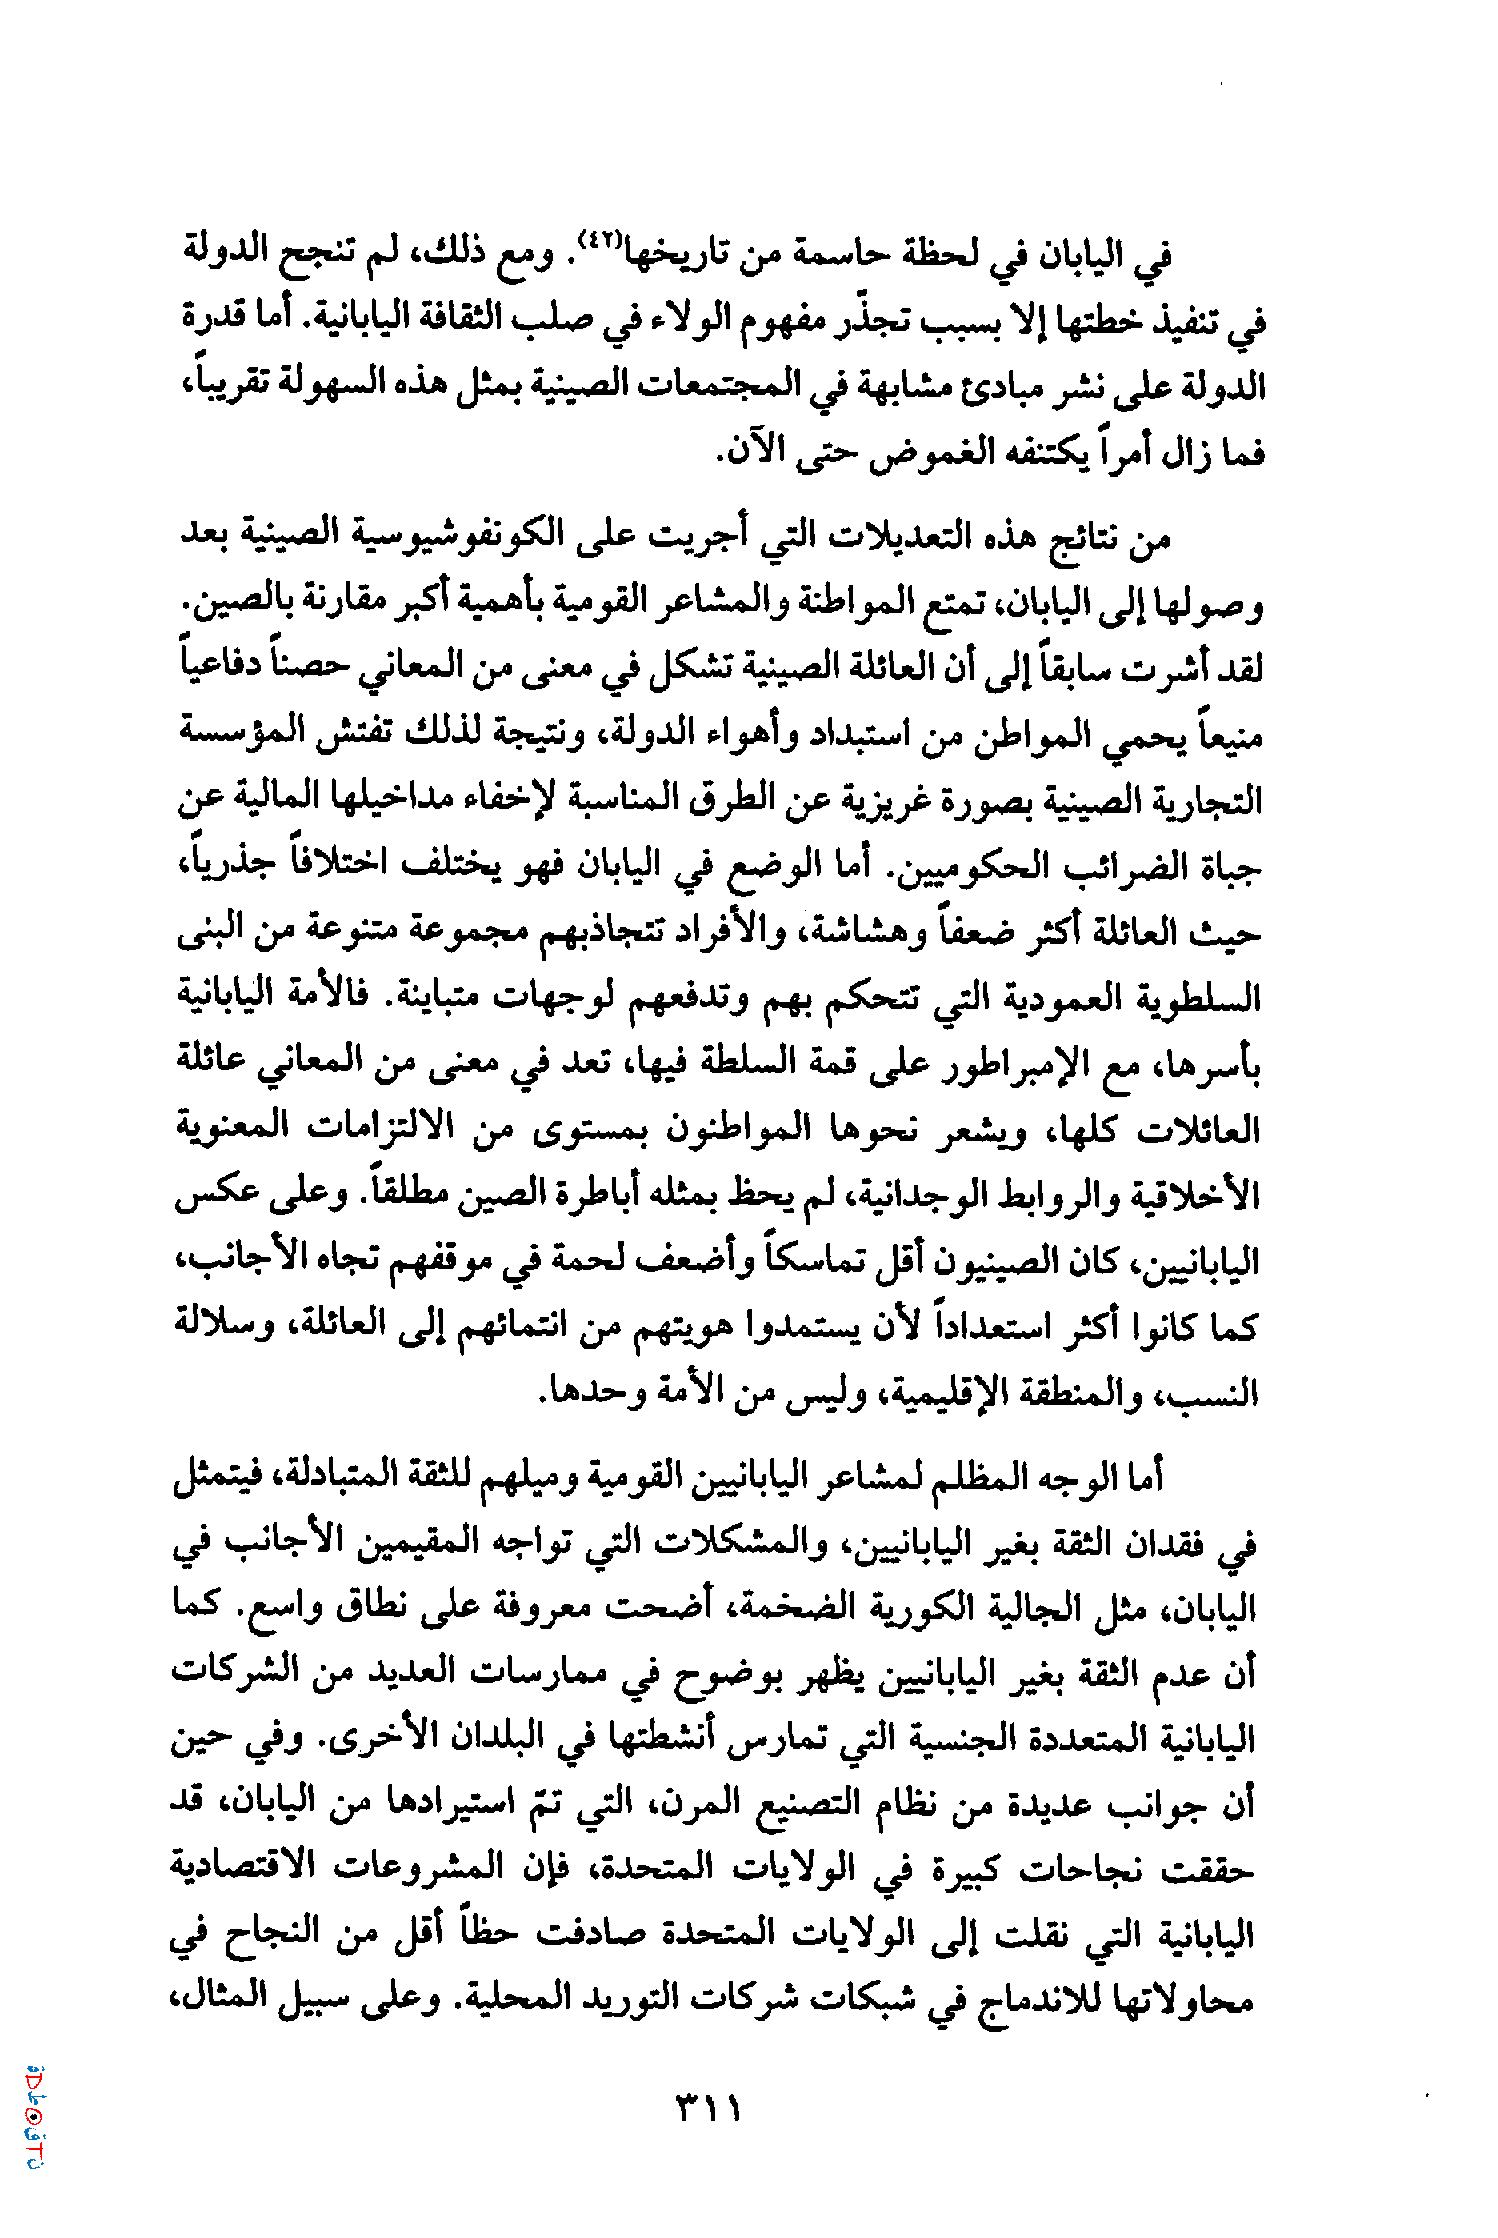 في اليابان في لحظة حاسمة من تاريخها(٤٢). ومع ذلك، لم تنجح الدولة
في تنفيذ خطتها إلا بسبب تجذّر مفهوم الولاء في صلب الثقافة اليابانية. أما قدرة
الدولة على نشر مبادئ مشابهة في المجتمعات الصينية بمثل هذه السهولة تقريباً،
فما زال أمراً يكتنفه الغموض حتى الآن.
من نتائج هذه التعديلات التي أجريت على الكونفوشيوسية الصينية بعد
وصولها إلى اليابان، تمتع المواطنة والمشاعر القومية بأهمية أكبر مقارنة بالصين.
لقد أشرت سابقاً إلى أن العائلة الصينية تشكل في معنى من المعاني حصناً دفاعياً
منيعاً يحمي المواطن من استبداد وأهواء الدولة، ونتيجة لذلك تفتش المؤسسة
التجارية الصينية بصورة غريزية عن الطرق المناسبة لإخفاء مداخيلها المالية عن
جباة الضرائب الحكوميين. أما الوضع في اليابان فهو يختلف اختلافاً جذرياً،
حيث العائلة أكثر ضعفاً وهشاشة، والأفراد تتجاذبهم مجموعة متنوعة من البنى
السلطوية العمودية التي تتحكم بهم وتدفعهم لوجهات متباينة. فالأمة اليابانية
بأسرها، مع الإمبراطور على قمة السلطة فيها، تعد في معنى من المعاني عائلة
العائلات كلها، ويشعر نحوها المواطنون بمستوى من الالتزامات المعنوية
الأخلاقية والروابط الوجدانية، لم يحظ بمثله أباطرة الصين مطلقاً. وعلى عكس
اليابانيين، كان الصينيون أقل تماسكاً وأضعف لحمة في موقفهم تجاه الأجانب،
كما كانوا أكثر استعداداً لأن يستمدوا هويتهم من انتمائهم إلى العائلة، وسلالة
النسب، والمنطقة الإقليمية، وليس من الأمة وحدها.
أما الوجه المظلم لمشاعر اليابانيين القومية وميلهم للثقة المتبادلة، فيتمثل
في فقدان الثقة بغير اليابانيين، والمشكلات التي تواجه المقيمين الأجانب في
اليابان، مثل الجالية الكورية الضخمة، أضحت معروفة على نطاق واسع. كما
أن عدم الثقة بغير اليابانيين يظهر بوضوح في ممارسات العديد من الشركات
اليابانية المتعددة الجنسية التي تمارس أنشطتها في البلدان الأخرى. وفي حين
أن جوانب عديدة من نظام التصنيع المرن، التي تمّ استيرادها من اليابان، قد
حققت نجاحات كبيرة في الولايات المتحدة، فإن المشروعات الاقتصادية
اليابانية التي نقلت إلى الولايات المتحدة صادفت حظاً أقل من النجاح في
محاولاتها للاندماج في شبكات شركات التوريد المحلية. وعلى سبيل المثال،
٣١١